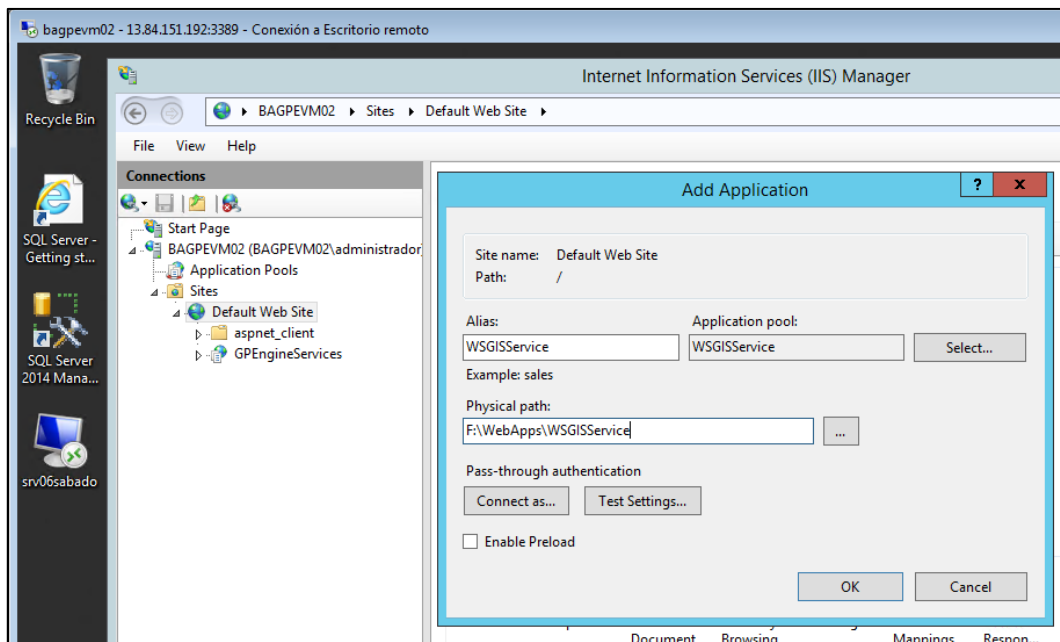 bagpevm02 - 13.84.151.192:3389 - Conexión a Escritorio remoto
Recycle Bin
SQL Server -
Getting st...
SQL Server
2014 Mana...
srv06sabado
Internet Information Services (IIS) Manager
BAGPEVM02 Sites Default Web Site
File View Help
Connections
Start Page
BAGPEVM02 (BAGPEVM02\administrador
Application Pools
Sites
Default Web Site
aspnet_client
GPEngineServices
Add Application
? x
Site name: Default Web Site
Path: /
Alias: Application pool:
WSGISService WSGISService Select...
Example: sales
Physical path:
F:\WebApps\WSGISService ...
Pass-through authentication
Connect as... Test Settings...
Enable Preload
OK Cancel
Document Browsing Mappings Respon...